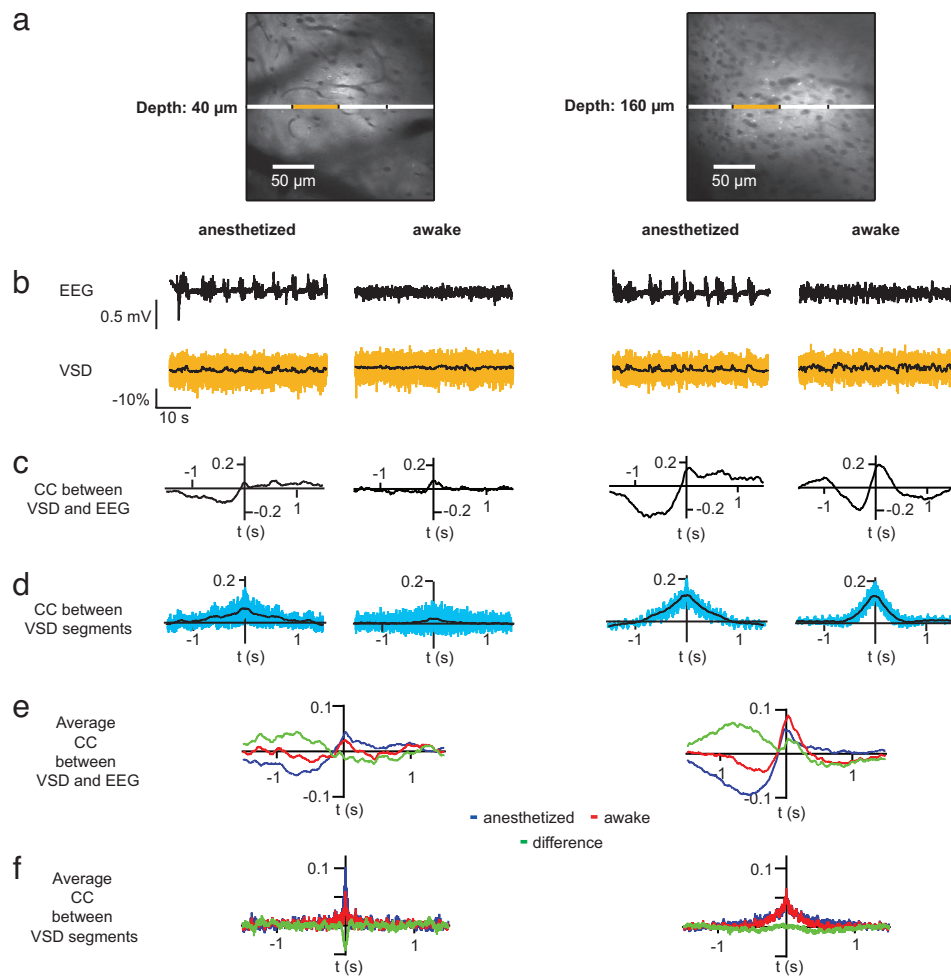 a
Depth: 40 µm
50 µm
Depth: 160 µm
50 µm
anesthetized
awake
anesthetized
awake
b
EEG
0.5 mV
VSD
-10%
10 s
c
CC between
VSD and EEG
-1
0.2
-0.2
1
t (s)
-1
0.2
-0.2
1
t (s)
-1
0.2
-0.2
1
t (s)
-1
0.2
-0.2
1
t (s)
d
CC between
VSD segments
0.2
-1
1
t (s)
0.2
-1
1
t (s)
0.2
-1
1
t (s)
0.2
-1
1
t (s)
e
Average
CC
between
VSD and EEG
0.1
-1
1
-0.1
t (s)
0.1
-1
1
-0.1
t (s)
anesthetized
awake
difference
f
Average
CC
between
VSD segments
0.1
-1
1
t (s)
0.1
-1
1
t (s)